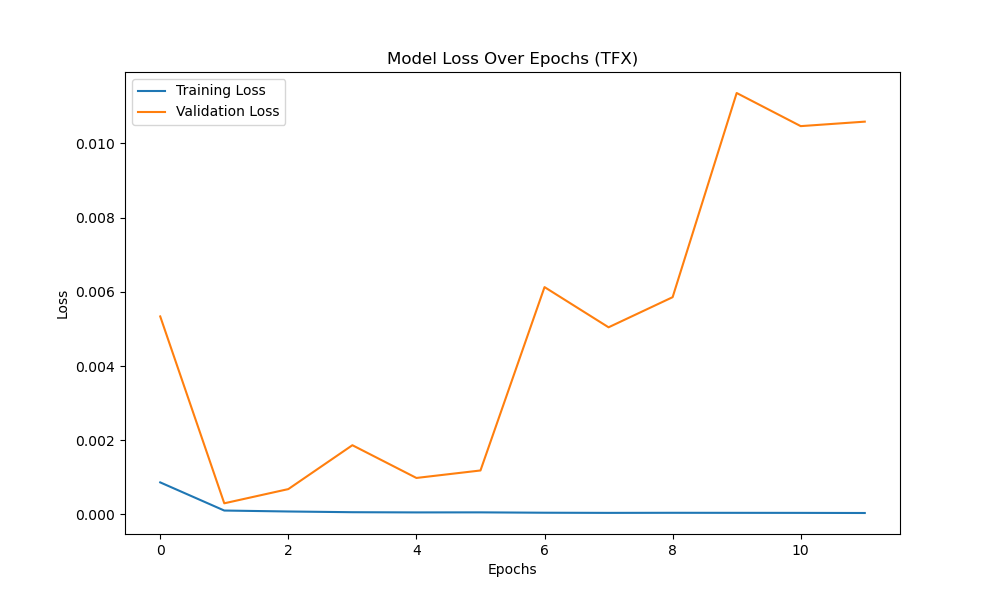 Model Loss Over Epochs (TFX)
Training Loss
Validation Loss
0.010
0.008
0.006
0.004
0.002
0.000
Loss
0 2 4 6 8 10
Epochs